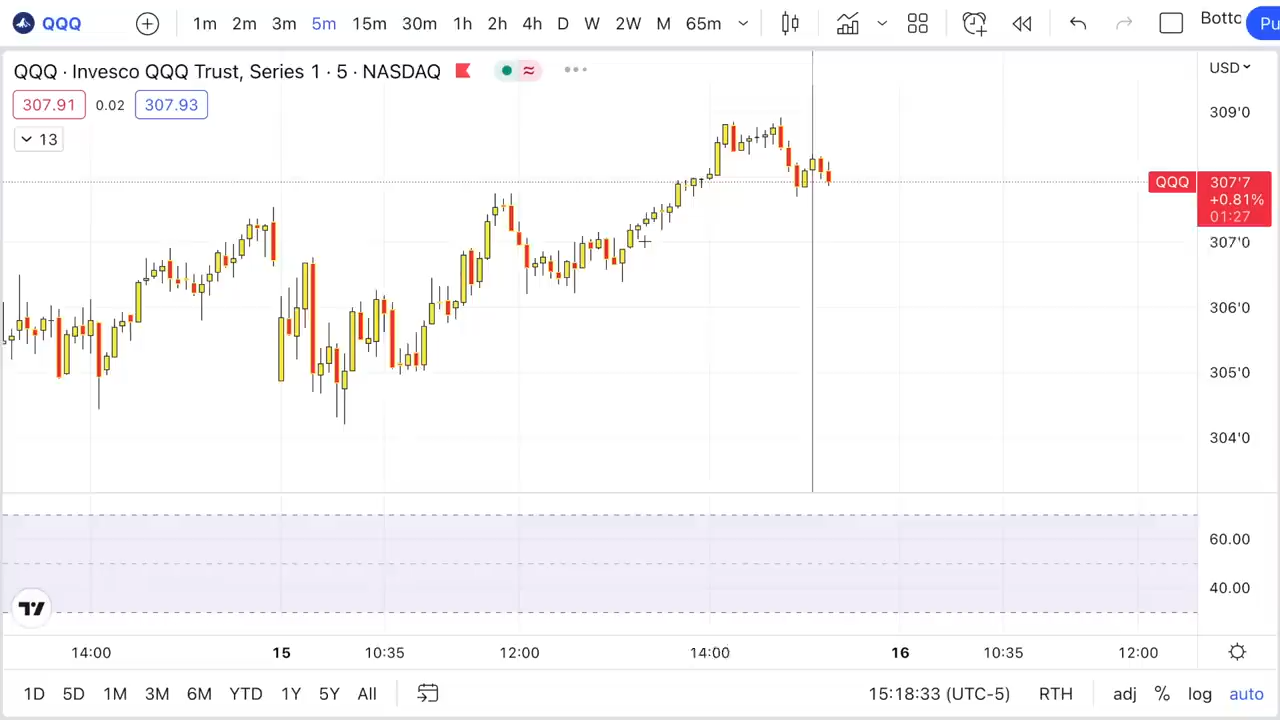 QQQ 1m 2m 3m 5m 15m 30m 1h 2h 4h D W 2W M 65m Botto Pu
QQQ · Invesco QQQ Trust, Series 1 · 5 · NASDAQ USD
307.91 0.02 307.93
309'0
13
QQQ 307'7
+0.81%
01:27
307'0
306'0
305'0
304'0
60.00
40.00
14:00 15 10:35 12:00 14:00 16 10:35 12:00
1D 5D 1M 3M 6M YTD 1Y 5Y All 15:18:33 (UTC-5) RTH adj % log auto